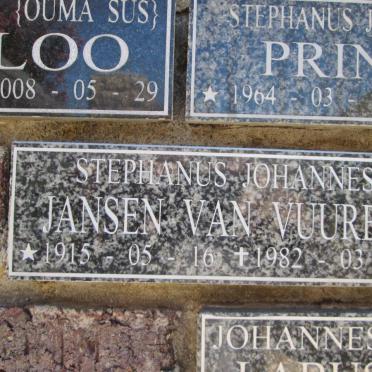 {OUMA SUS}
LOO
008 - 05 - 29
STEPHANUS J
PRIN
★ 1964 - 03
STEPHANUS JOHANNES
JANSEN VAN VUURE
★ 1915 - 05 - 16 ✝ 1982 - 03
JOHANNES